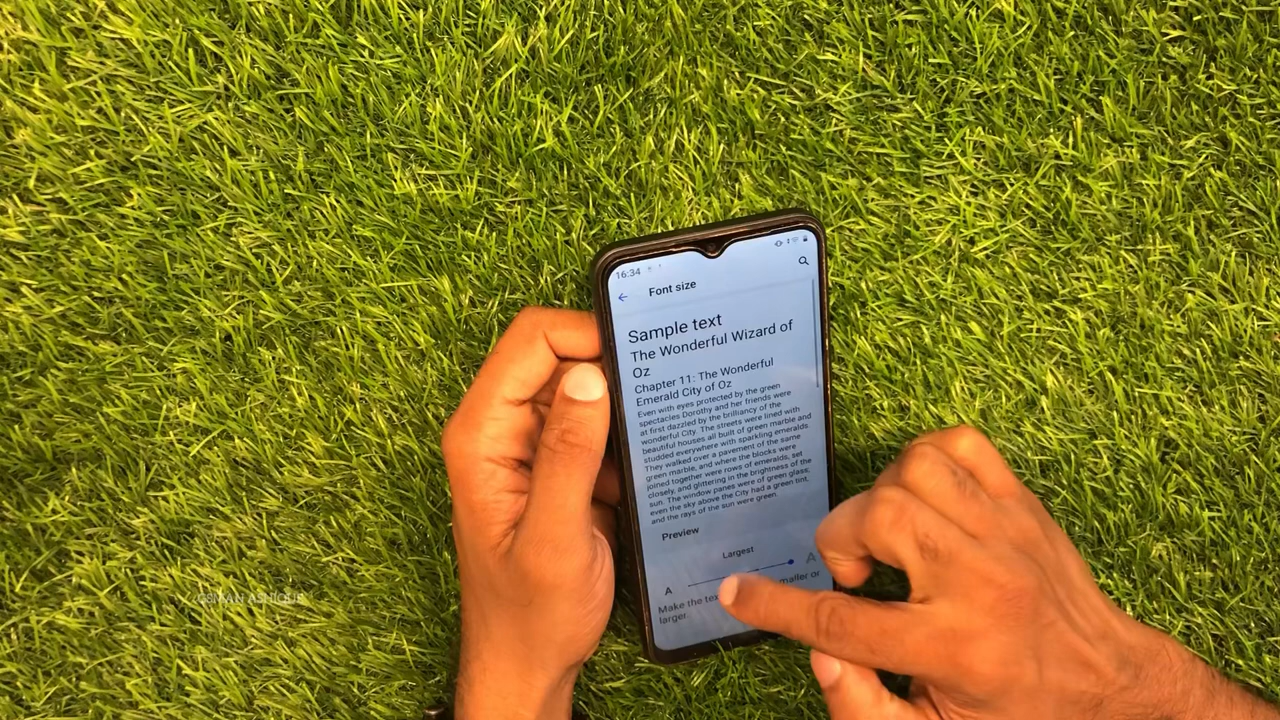 16:34
Font size
Sample text
The Wonderful Wizard of
Oz
Chapter 11: The Wonderful
Emerald City of Oz
Even with eyes protected by the green
spectacles Dorothy and her friends were
at first dazzled by the brilliancy of the
wonderful City. The streets were lined with
beautiful houses all built of green marble and
studded everywhere with sparkling emeralds.
They walked over a pavement of the same
green marble, and where the blocks were
joined together were rows of emeralds, set
closely, and glittering in the brightness of the
sun. The window panes were of green glass;
even the sky above the City had a green tint,
and the rays of the sun were green.
Preview
Largest
A A
Make the smaller or
larger.
GSMAN ASHIQUE